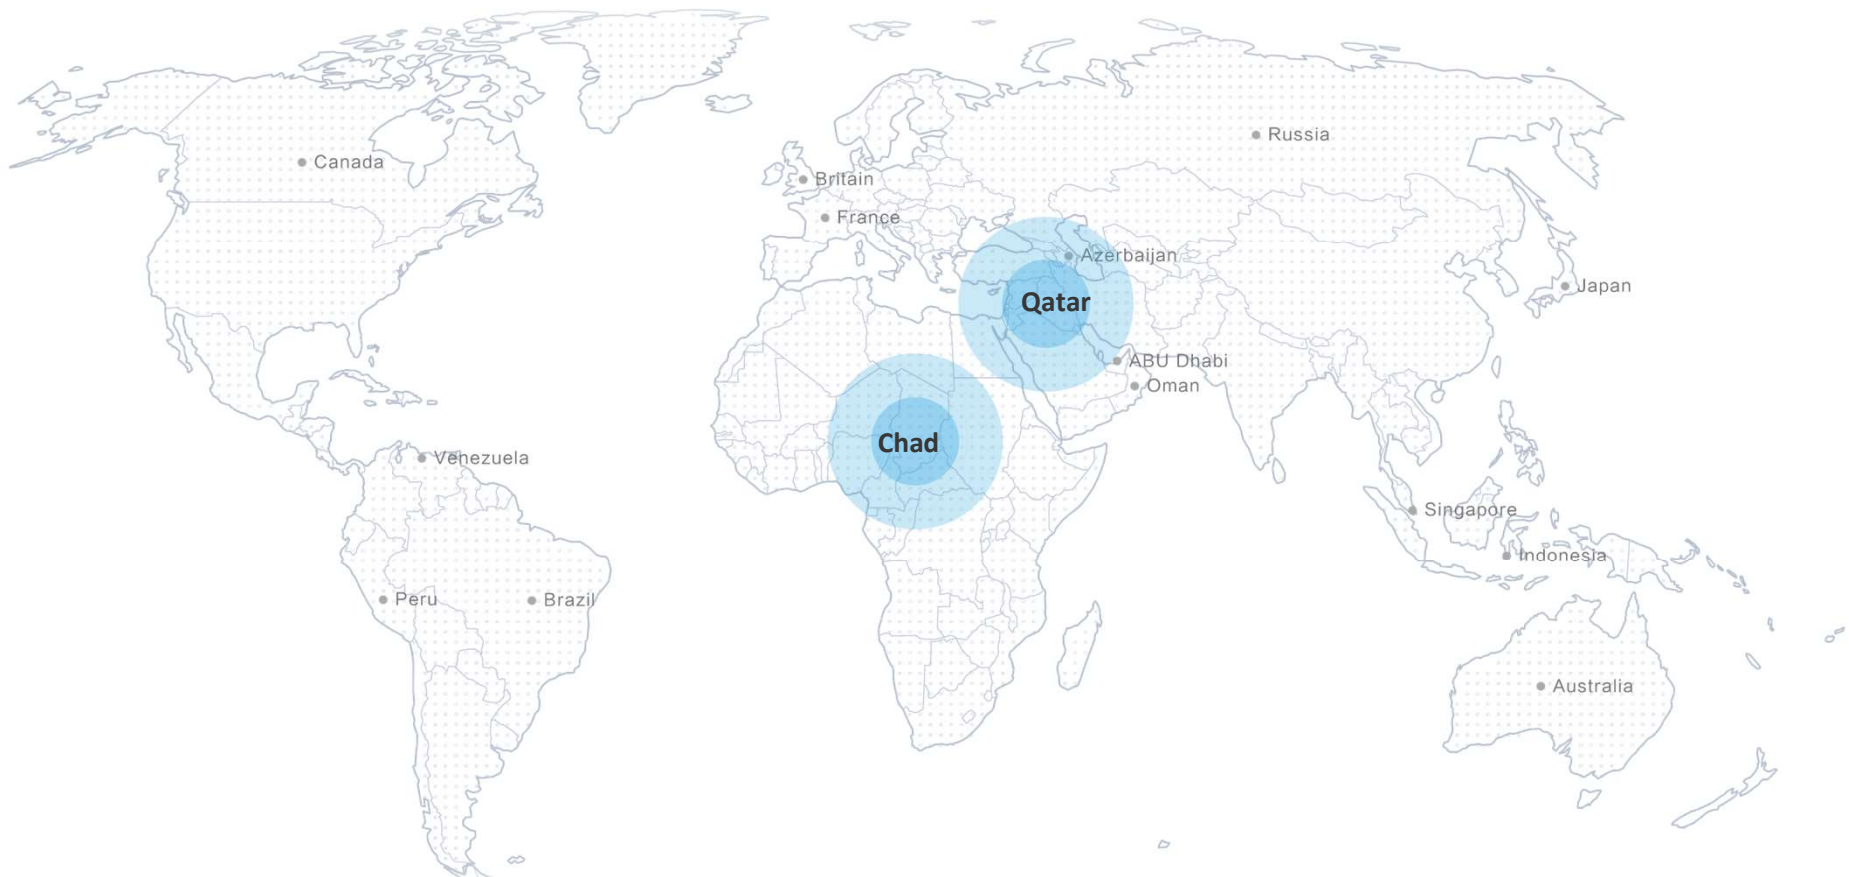 Russia
Canada
Britain
France
Azerbaijan
Japan
Qatar
ABU Dhabi
Oman
Chad
Venezuela
Singapore
Indonesia
Peru
Brazil
Australia